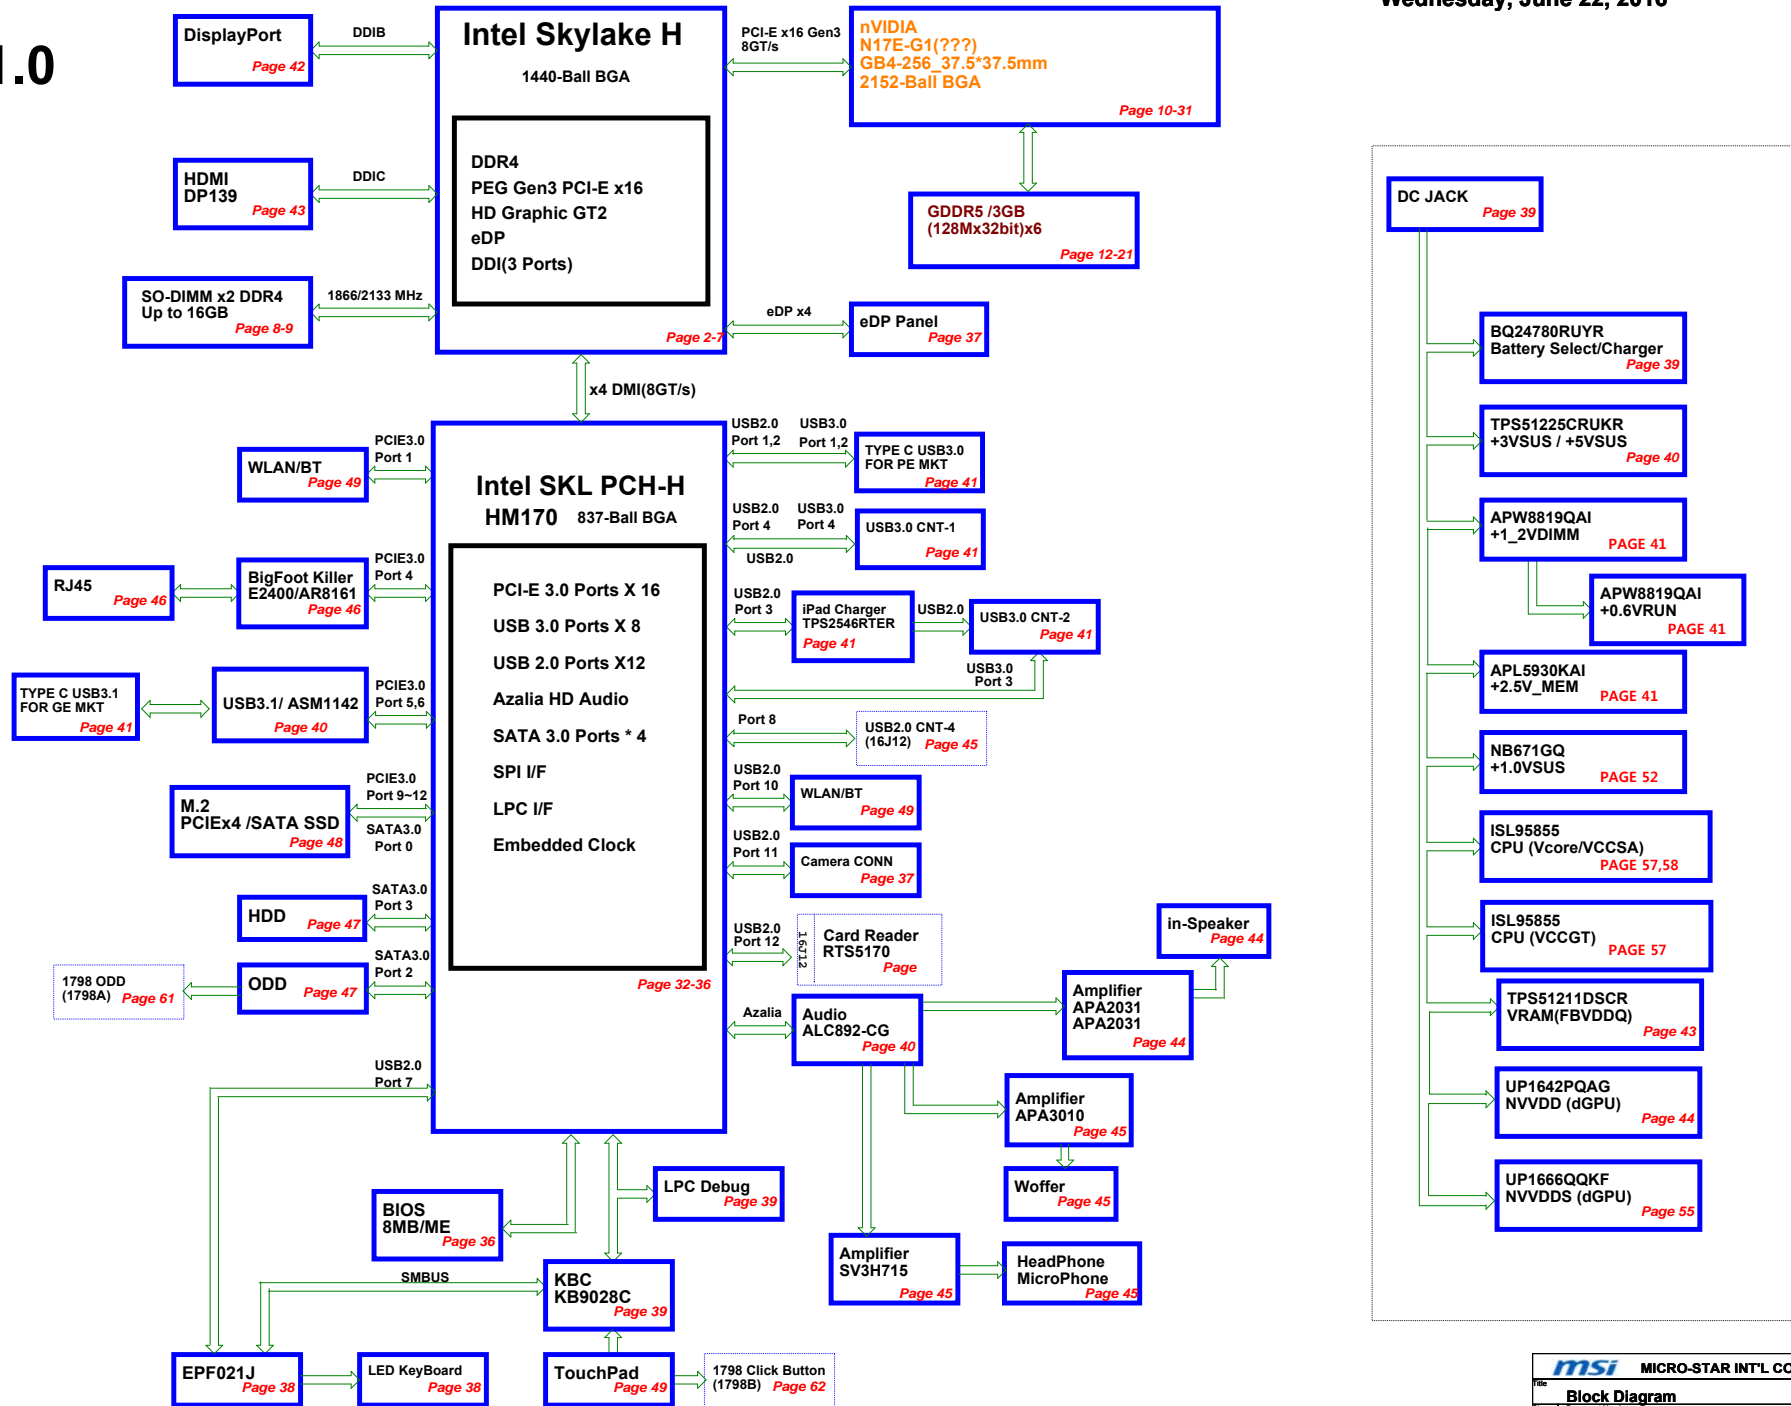 1.0
Wednesday, June 22, 2016
DisplayPort
Page 42
DDIB
Intel Skylake H
1440-Ball BGA
DDR4
PEG Gen3 PCI-E x16
HD Graphic GT2
eDP
DDI(3 Ports)
Page 2-7
PCI-E x16 Gen3
8GT/s
nVIDIA
N17E-G1(???)
GB4-256_37.5*37.5mm
2152-Ball BGA
Page 10-31
HDMI
DP139
Page 43
DDIC
GDDR5 /3GB
(128Mx32bit)x6
Page 12-21
SO-DIMM x2 DDR4
Up to 16GB
Page 8-9
1866/2133 MHz
eDP x4
eDP Panel
Page 37
x4 DMI(8GT/s)
Intel SKL PCH-H
HM170 837-Ball BGA
PCI-E 3.0 Ports X 16
USB 3.0 Ports X 8
USB 2.0 Ports X12
Azalia HD Audio
SATA 3.0 Ports * 4
SPI I/F
LPC I/F
Embedded Clock
Page 32-36
WLAN/BT
Page 49
PCIE3.0
Port 1
RJ45
Page 46
BigFoot Killer
E2400/AR8161
Page 46
PCIE3.0
Port 4
TYPE C USB3.1
FOR GE MKT
Page 41
USB3.1/ ASM1142
Page 40
PCIE3.0
Port 5,6
M.2
PCIEx4 /SATA SSD
Page 48
PCIE3.0
Port 9~12
SATA3.0
Port 0
HDD
Page 47
SATA3.0
Port 3
1798 ODD
(1798A) Page 61
ODD
Page 47
SATA3.0
Port 2
USB2.0
Port 7
USB2.0 USB3.0
Port 1,2 Port 1,2
TYPE C USB3.0
FOR PE MKT
Page 41
USB2.0 USB3.0
Port 4 Port 4
USB2.0
USB3.0 CNT-1
Page 41
USB2.0
Port 3
iPad Charger
TPS2546RTER
Page 41
USB2.0
USB3.0 CNT-2
Page 41
USB3.0
Port 3
Port 8
USB2.0 CNT-4
(16J12) Page 45
USB2.0
Port 10
WLAN/BT
Page 49
USB2.0
Port 11
Camera CONN
Page 37
USB2.0
Port 12
16J12
Card Reader
RTS5170
Page
Azalia
Audio
ALC892-CG
Page 40
in-Speaker
Page 44
Amplifier
APA2031
APA2031
Page 44
Amplifier
APA3010
Page 45
Woffer
Page 45
Amplifier
SV3H715
Page 45
HeadPhone
MicroPhone
Page 45
BIOS
8MB/ME
Page 36
LPC Debug
Page 39
SMBUS
KBC
KB9028C
Page 39
EPF021J
Page 38
LED KeyBoard
Page 38
TouchPad
Page 49
1798 Click Button
(1798B) Page 62
DC JACK
Page 39
BQ24780RUYR
Battery Select/Charger
Page 39
TPS51225CRUKR
+3VSUS / +5VSUS
Page 40
APW8819QAI
+1_2VDIMM
PAGE 41
APW8819QAI
+0.6VRUN
PAGE 41
APL5930KAI
+2.5V_MEM
PAGE 41
NB671GQ
+1.0VSUS
PAGE 52
ISL95855
CPU (Vcore/VCCSA)
PAGE 57,58
ISL95855
CPU (VCCGT)
PAGE 57
TPS51211DSCR
VRAM(FBVDDQ)
Page 43
UP1642PQAG
NVVDD (dGPU)
Page 44
UP1666QQKF
NVVDDS (dGPU)
Page 55
msi MICRO-STAR INT'L CO
Title
Block Diagram